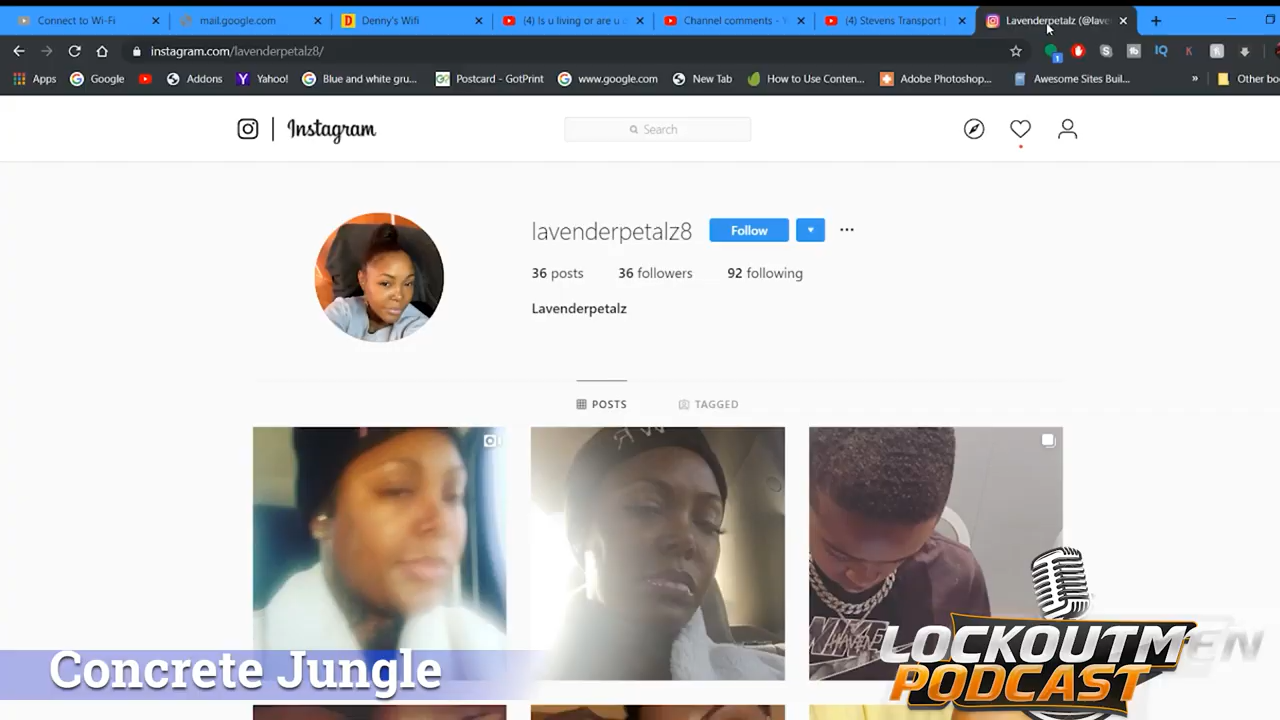 Connect to Wi-Fi
mail.google.com
Denny's Wifi
(4) Is u living or are u
Channel comments - Y
(4) Stevens Transport |
Lavenderpetalz (@lave
instagram.com/lavenderpetalz8/
Apps
Google
Addons
Yahoo!
Blue and white gru...
Postcard - GotPrint
www.google.com
New Tab
How to Use Conten...
Adobe Photoshop...
Awesome Sites Buil...
»
Other bo
Instagram
Search
lavenderpetalz8
Follow
36 posts
36 followers
92 following
Lavenderpetalz
POSTS
TAGGED
NIKE
Concrete Jungle
LOCKOUTMEN
PODCAST